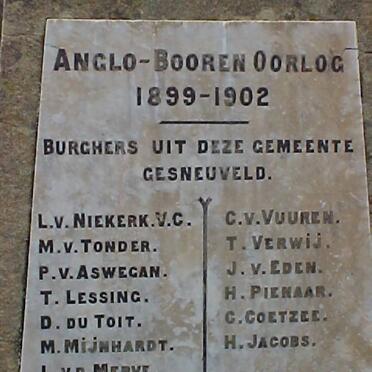 ANGLO-BOOREN OORLOG
1899-1902
BURGHERS UIT DEZE GEMEENTE
GESNEUVELD.
L.V. NIEKERK.V.C.
M.V. TONDER.
P.V. ASWEGAN.
T. LESSING.
D. DU TOIT.
M. MIJNHARDT.
L.V.D. MERVE
C.V. VUUREN.
T. VERWIJ.
J.V. EDEN.
H. PIENAAR.
C. COETZEE.
H. JACOBS.